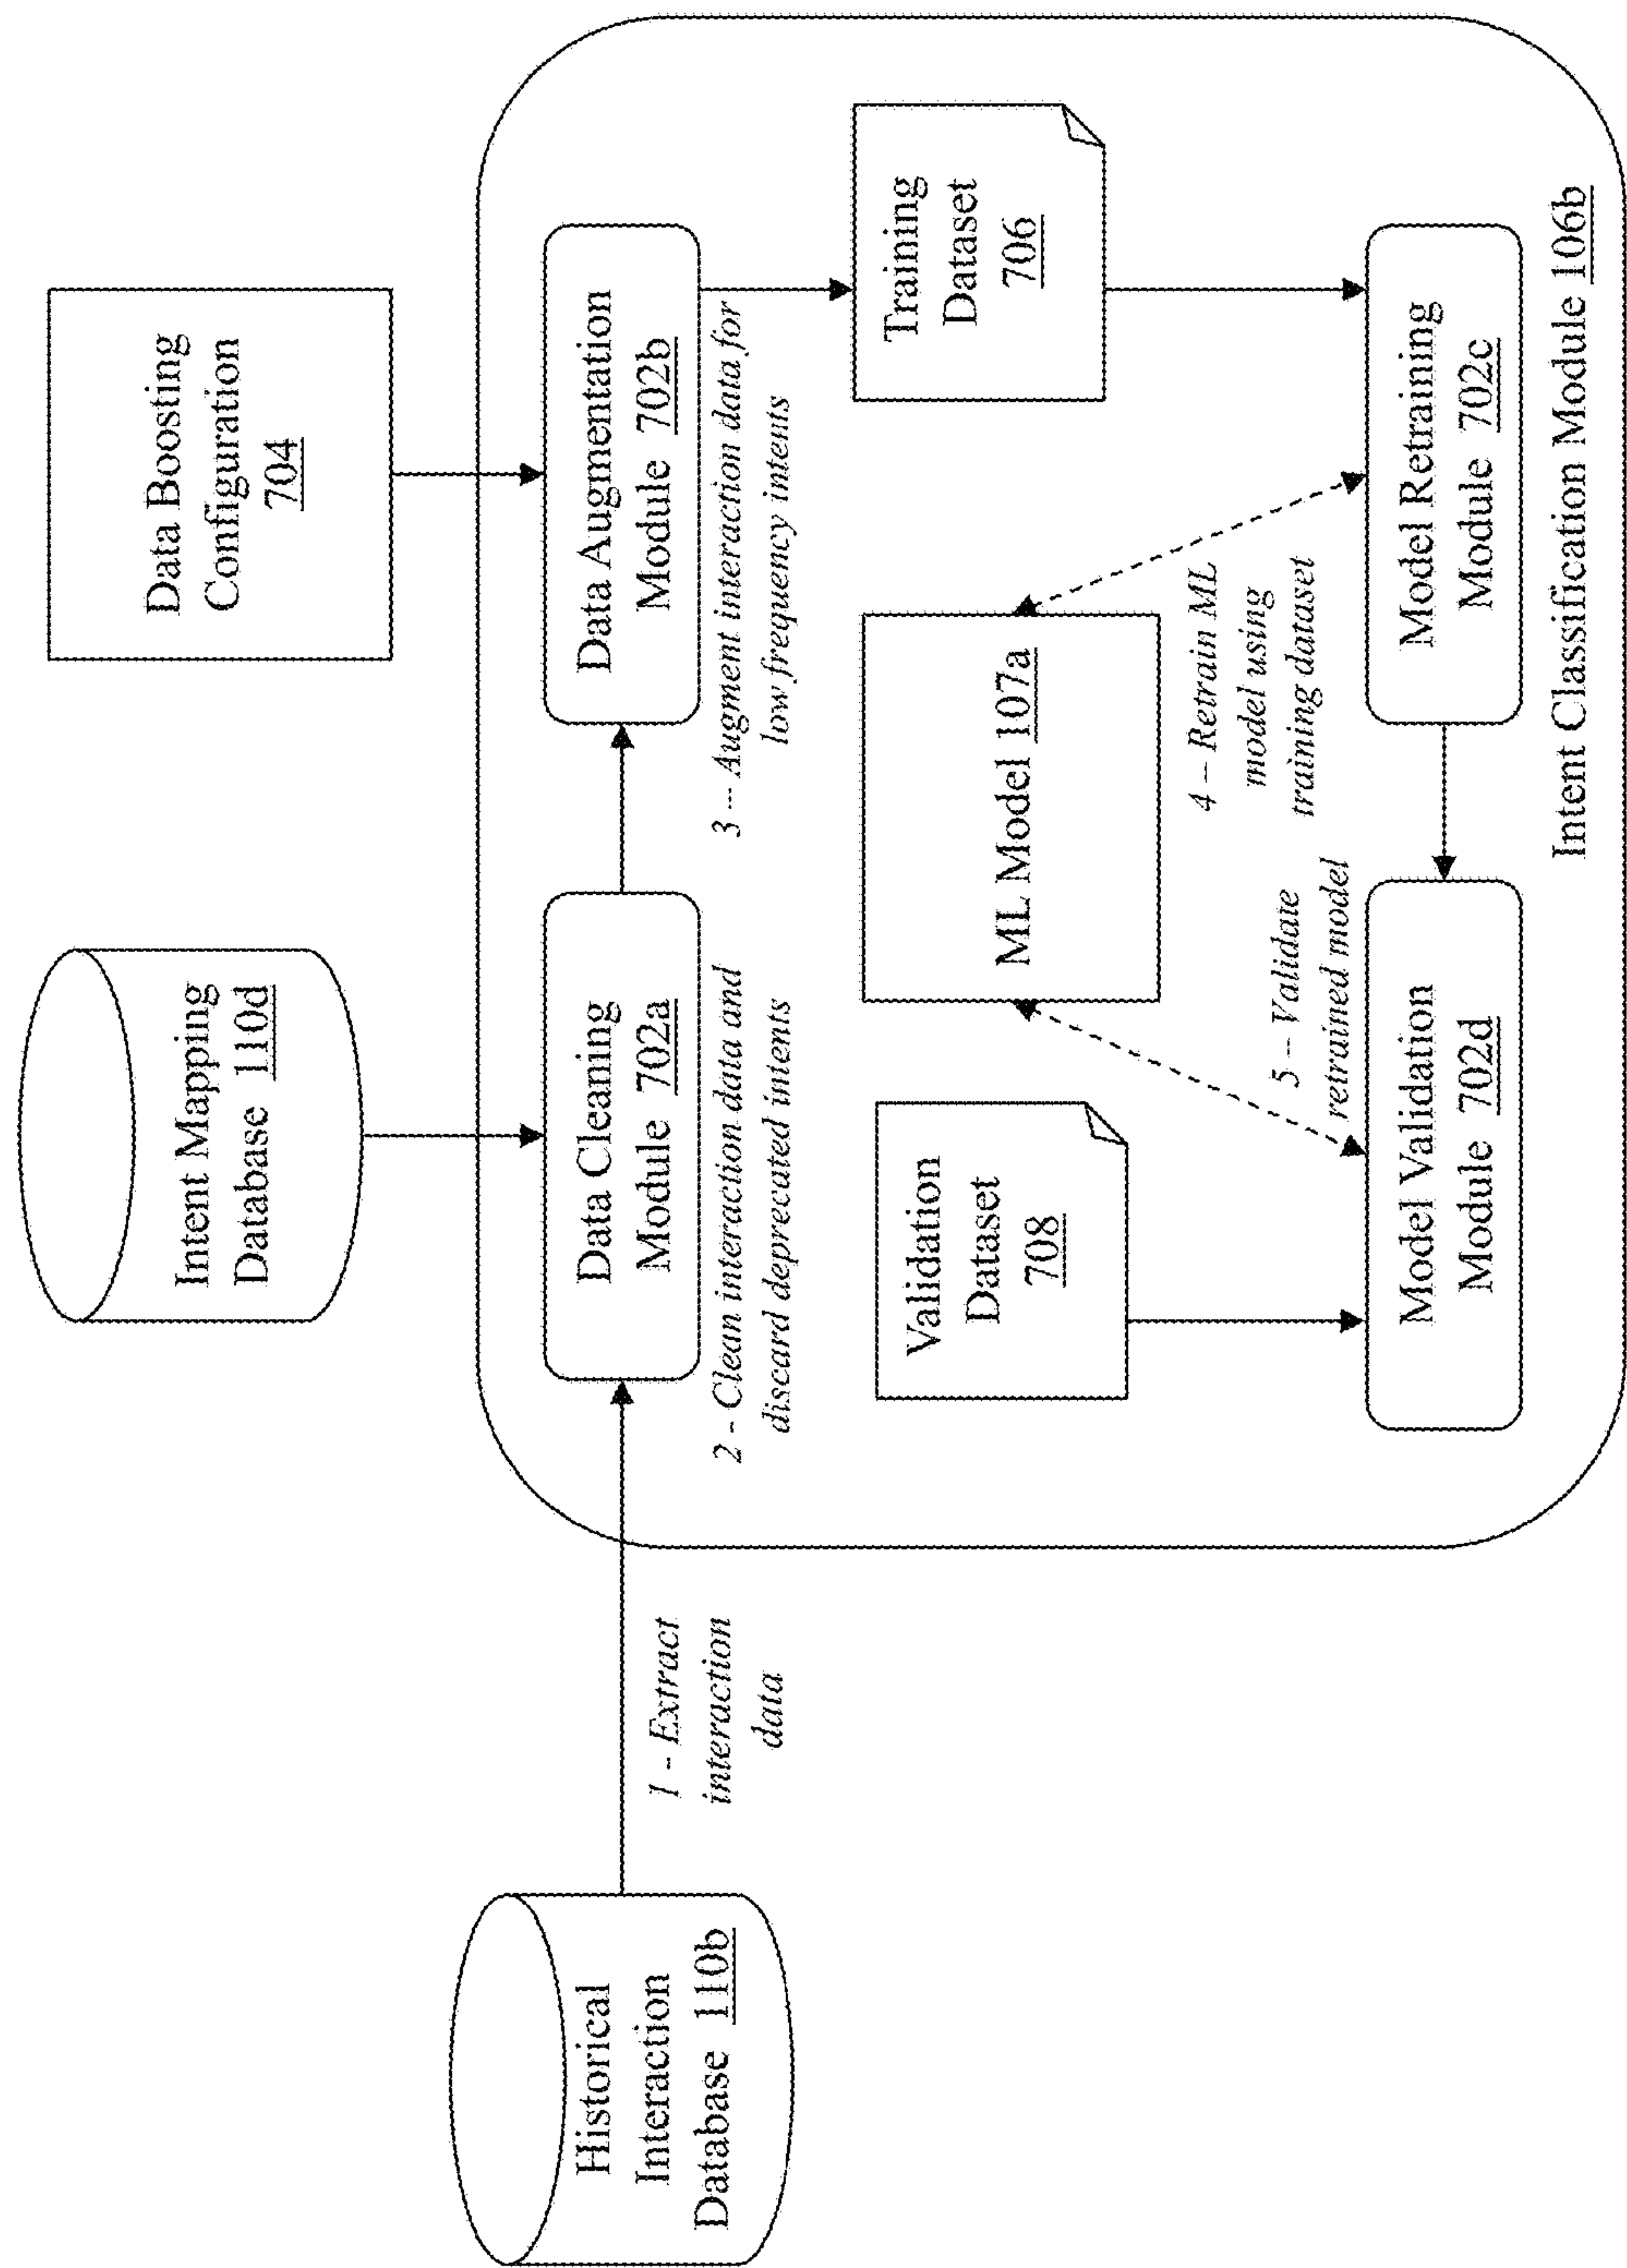 Historical
Interaction
Database 110b
1 - Extract
interaction
data
Intent Mapping
Database 110d
Data Boosting
Configuration
704
Data Cleaning
Module 702a
2 - Clean interaction data and
discard deprecated intents
Data Augmentation
Module 702b
3 – Augment interaction data for
low frequency intents
Validation
Dataset
708
ML Model 107a
Training
Dataset
706
5 – Validate
retrained model
4 – Retrain ML
model using
training dataset
Model Validation
Module 702d
Model Retraining
Module 702c
Intent Classification Module 106b